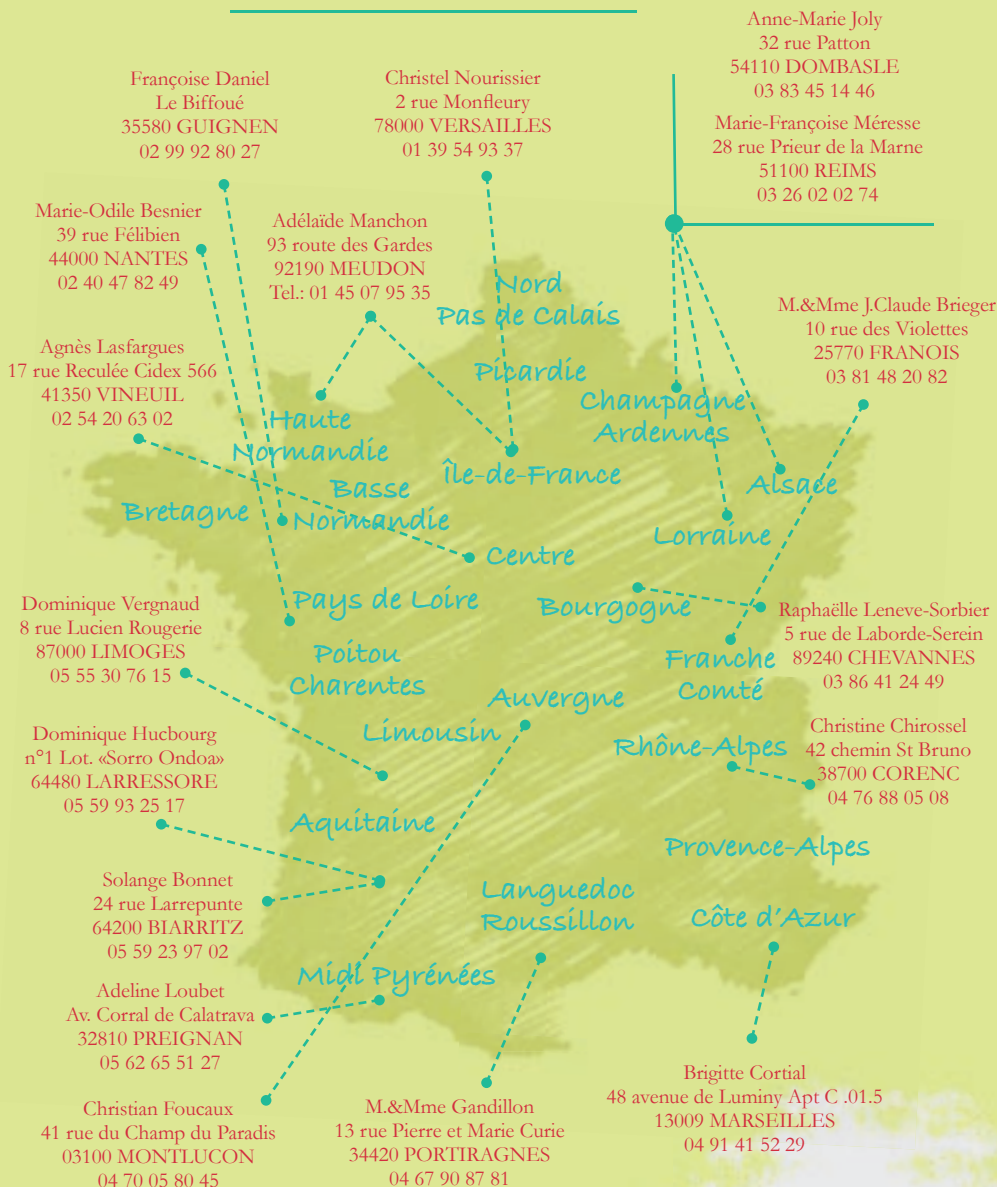 Anne-Marie Joly
32 rue Patton
54110 DOMBASLE
03 83 45 14 46
Marie-Françoise Méresse
28 rue Prieur de la Marne
51100 REIMS
03 26 02 02 74
Françoise Daniel
Le Biffoué
35580 GUIGNEN
02 99 92 80 27
Christel Nourissier
2 rue Monfleury
78000 VERSAILLES
01 39 54 93 37
Marie-Odile Besnier
39 rue Félibien
44000 NANTES
02 40 47 82 49
Adélaïde Manchon
93 route des Gardes
92190 MEUDON
Tel.: 01 45 07 95 35
M.&Mme J.Claude Brieger
10 rue des Violettes
25770 FRANOIS
03 81 48 20 82
Agnès Lasfargues
17 rue Reculée Cidex 566
41350 VINEUIL
02 54 20 63 02
Nord
Pas de Calais
Picardie
Champagne
Ardennes
Haute
Normandie
Île-de-France
Basse
Normandie
Alsace
Bretagne
Lorraine
Centre
Pays de Loire
Bourgogne
Poitou
Charentes
Franche
Comté
Auvergne
Limousin
Rhône-Alpes
Aquitaine
Provence-Alpes
Languedoc
Roussillon
Côte d'Azur
Midi Pyrénées
Dominique Vergnaud
8 rue Lucien Rougerie
87000 LIMOGES
05 55 30 76 15
Raphaëlle Leneve-Sorbier
5 rue de Laborde-Serein
89240 CHEVANNES
03 86 41 24 49
Dominique Hucbourg
n°1 Lot. «Sorro Ondoa»
64480 LARRESSORE
05 59 93 25 17
Christine Chirossel
42 chemin St Bruno
38700 CORENC
04 76 88 05 08
Solange Bonnet
24 rue Larrepunte
64200 BIARRITZ
05 59 23 97 02
Adeline Loubet
Av. Corral de Calatrava
32810 PREIGNAN
05 62 65 51 27
Christian Foucaux
41 rue du Champ du Paradis
03100 MONTLUCON
04 70 05 80 45
M.&Mme Gandillon
13 rue Pierre et Marie Curie
34420 PORTIRAGNES
04 67 90 87 81
Brigitte Cortial
48 avenue de Luminy Apt C .01.5
13009 MARSEILLES
04 91 41 52 29